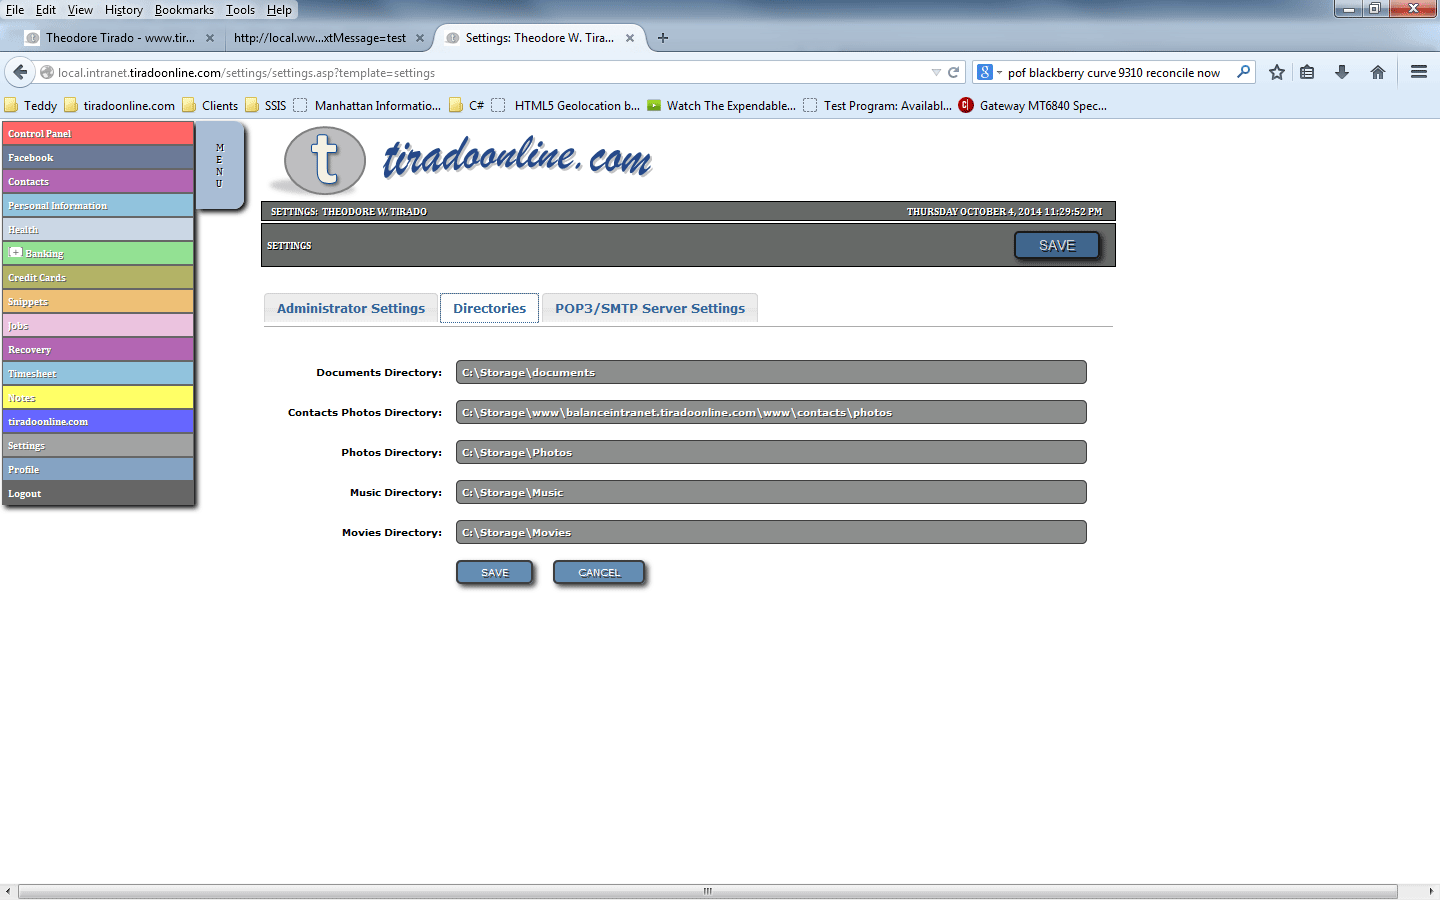 File Edit View History Bookmarks Tools Help
Theodore Tirado - www.tir...
http://local.ww...xtMessage=test
Settings: Theodore W. Tira...
local.intranet.tiradoonline.com/settings/settings.asp?template=settings
pof blackberry curve 9310 reconcile now
Teddy tiradoonline.com Clients SSIS Manhattan Informatio... C# HTML5 Geolocation b... Watch The Expendable... Test Program: Availabl... Gateway MT6840 Spec...
Control Panel
Facebook
Contacts
Personal Information
Health
Banking
Credit Cards
Snippets
Jobs
Recovery
Timesheet
Notes
tiradoonline.com
Settings
Profile
Logout
MENU
t tiradoonline.com
SETTINGS: THEODORE W. TIRADO THURSDAY OCTOBER 4, 2014 11:29:52 PM
SETTINGS SAVE
Administrator Settings Directories POP3/SMTP Server Settings
Documents Directory: C:\Storage\documents
Contacts Photos Directory: C:\Storage\www\balanceintranet.tiradoonline.com\www\contacts\photos
Photos Directory: C:\Storage\Photos
Music Directory: C:\Storage\Music
Movies Directory: C:\Storage\Movies
SAVE CANCEL